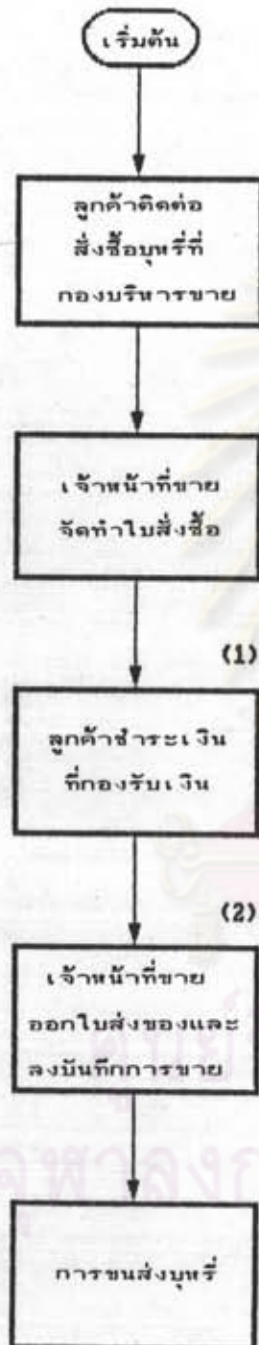 เริ่มต้น
ลูกค้าติดต่อ
สั่งซื้อบุหรี่ที่
กองบริหารขาย
เจ้าหน้าที่ขาย
จัดทำใบสั่งซื้อ
(1)
ลูกค้าชำระเงิน
ที่กองรับเงิน
(2)
เจ้าหน้าที่ขาย
ออกใบส่งของและ
ลงบันทึกการขาย
การขนส่งบุหรี่